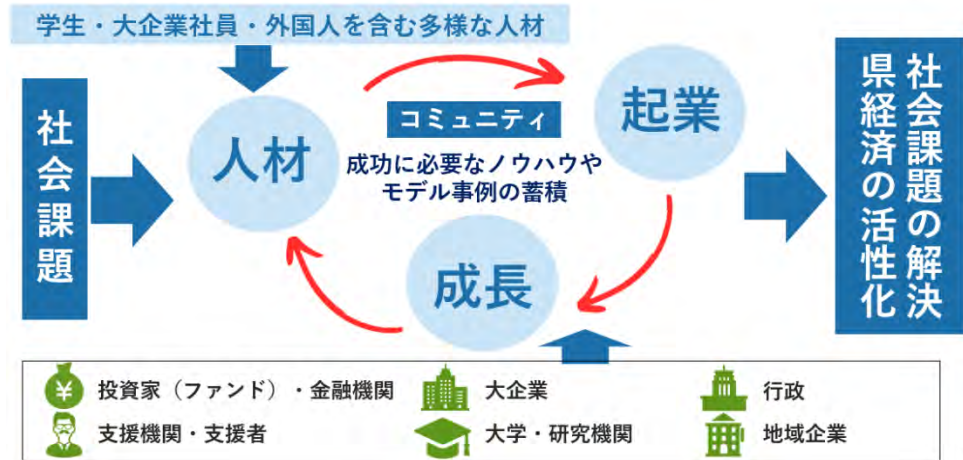 学生・大企業社員・外国人を含む多様な人材
社会課題
人材
コミュニティ
成功に必要なノウハウや
モデル事例の蓄積
起業
成長
社会課題の解決
県経済の活性化
¥ 投資家（ファンド）・金融機関
大企業
行政
支援機関・支援者
大学・研究機関
地域企業